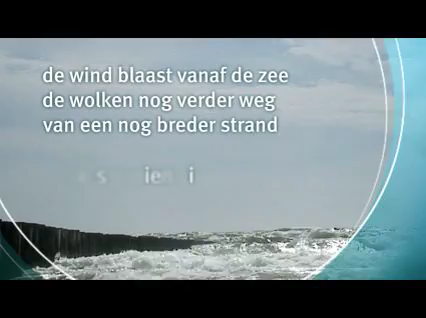 de wind blaast vanaf de zee
de wolken nog verder weg
van een nog breder strand